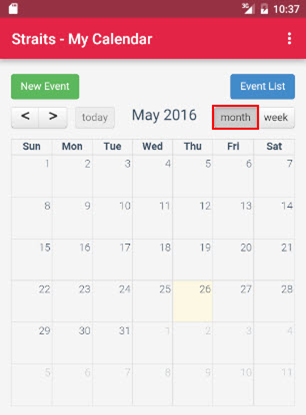 3G 10:37
Straits - My Calendar
New Event Event List
< > today May 2016 month week
Sun Mon Tue Wed Thu Fri Sat
1 2 3 4 5 6 7
8 9 10 11 12 13 14
15 16 17 18 19 20 21
22 23 24 25 26 27 28
29 30 31 1 2 3 4
5 6 7 8 9 10 11